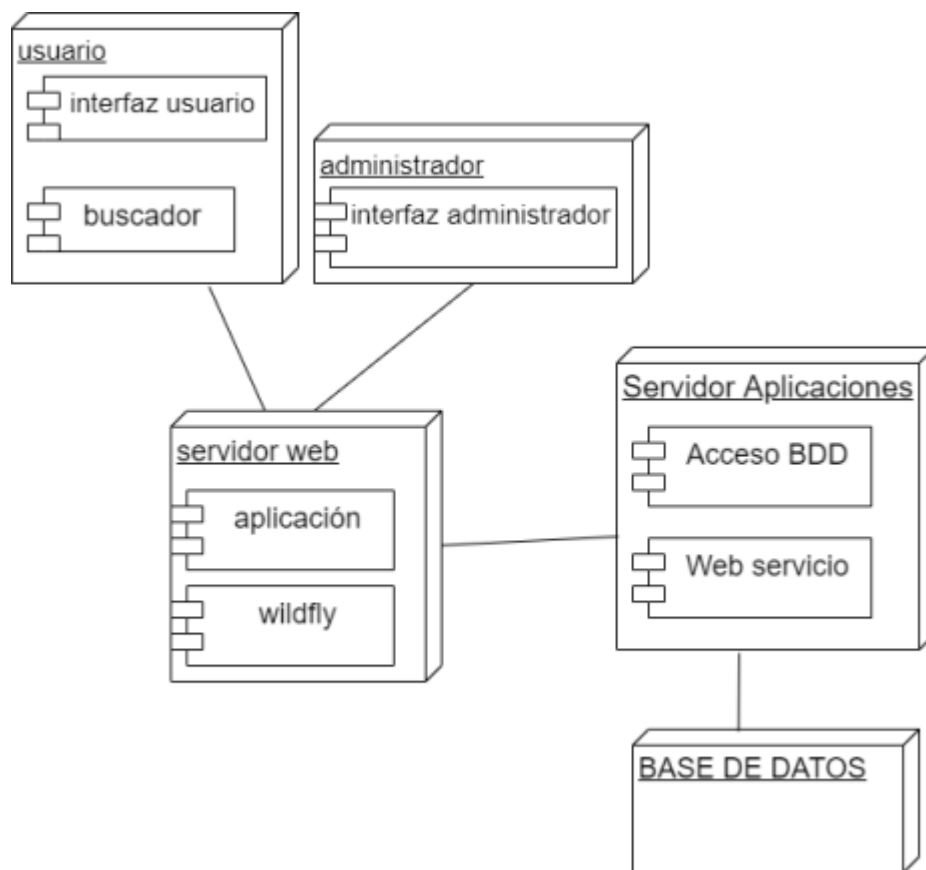 usuario
interfaz usuario
buscador
administrador
interfaz administrador
servidor web
aplicación
wildfly
Servidor Aplicaciones
Acceso BDD
Web servicio
BASE DE DATOS